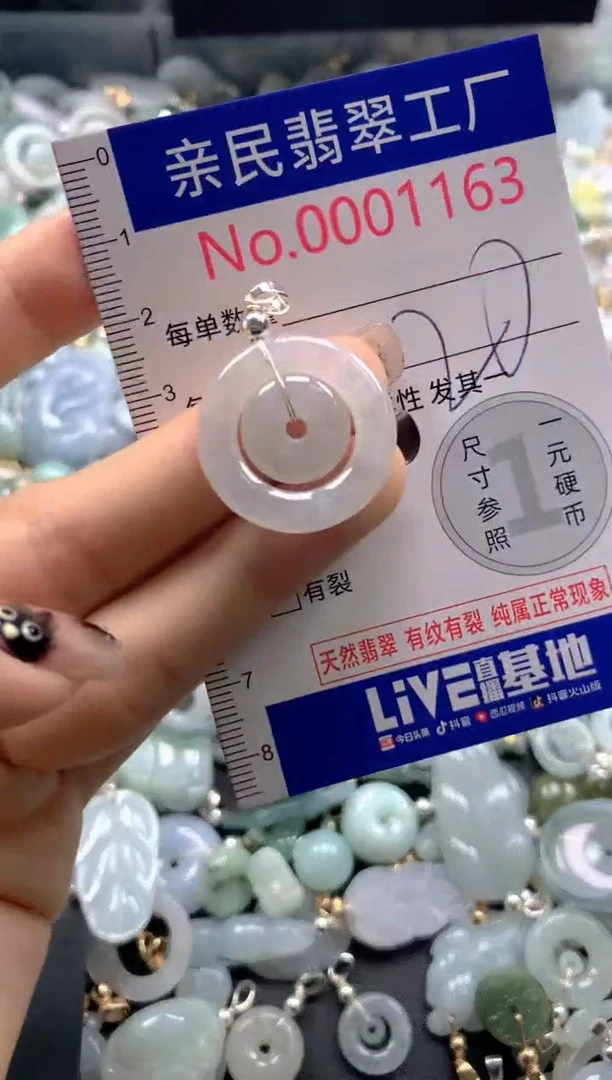 0
亲民翡翠工厂
1
No.0001163
2
每单数
3
性 发其一
一元硬币
尺寸参照
1
有裂
天然翡翠 有纹有裂 纯属正常现象
7
LiVE直播基地
今日头条 抖音 西瓜视频 抖音火山版
8